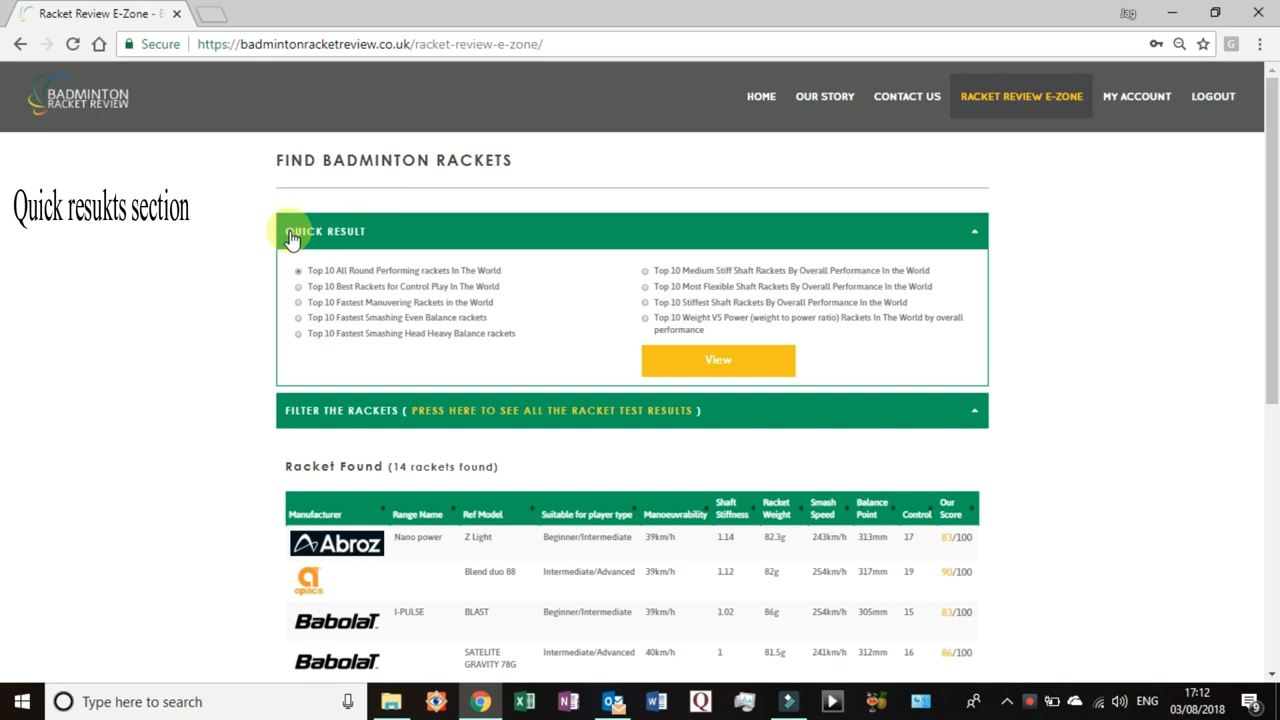 Racket Review E-Zone - B
Jag
Secure
https://badmintonracketreview.co.uk/racket-review-e-zone/
BADMINTON
RACKET REVIEW
HOME OUR STORY CONTACT US RACKET REVIEW E-ZONE MY ACCOUNT LOGOUT
FIND BADMINTON RACKETS
Quick resukts section
QUICK RESULT
Top 10 All Round Performing rackets In The World
Top 10 Best Rackets for Control Play In The World
Top 10 Fastest Manuvering Rackets in the World
Top 10 Fastest Smashing Even Balance rackets
Top 10 Fastest Smashing Head Heavy Balance rackets
Top 10 Medium Stiff Shaft Rackets By Overall Performance In the World
Top 10 Most Flexible Shaft Rackets By Overall Performance In the World
Top 10 Stiffest Shaft Rackets By Overall Performance In the World
Top 10 Weight VS Power (weight to power ratio) Rackets In The World by overall
performance
View
FILTER THE RACKETS ( PRESS HERE TO SEE ALL THE RACKET TEST RESULTS )
Racket Found (14 rackets found)
Manufacturer Range Name Ref Model Suitable for player type Manoeuvrability Shaft Stiffness Racket Weight Smash Speed Balance Point Control Our Score
Abroz Nano power Z Light Beginner/Intermediate 39km/h 1.14 82.3g 243km/h 313mm 17 83/100
apacs Blend duo 88 Intermediate/Advanced 39km/h 1.12 82g 254km/h 317mm 19 90/100
BabolaT I-PULSE BLAST Beginner/Intermediate 39km/h 1.02 86g 254km/h 305mm 15 83/100
BabolaT SATELITE GRAVITY 78G Intermediate/Advanced 40km/h 1 81.5g 241km/h 312mm 16 86/100
Type here to search
ENG
17:12
03/08/2018